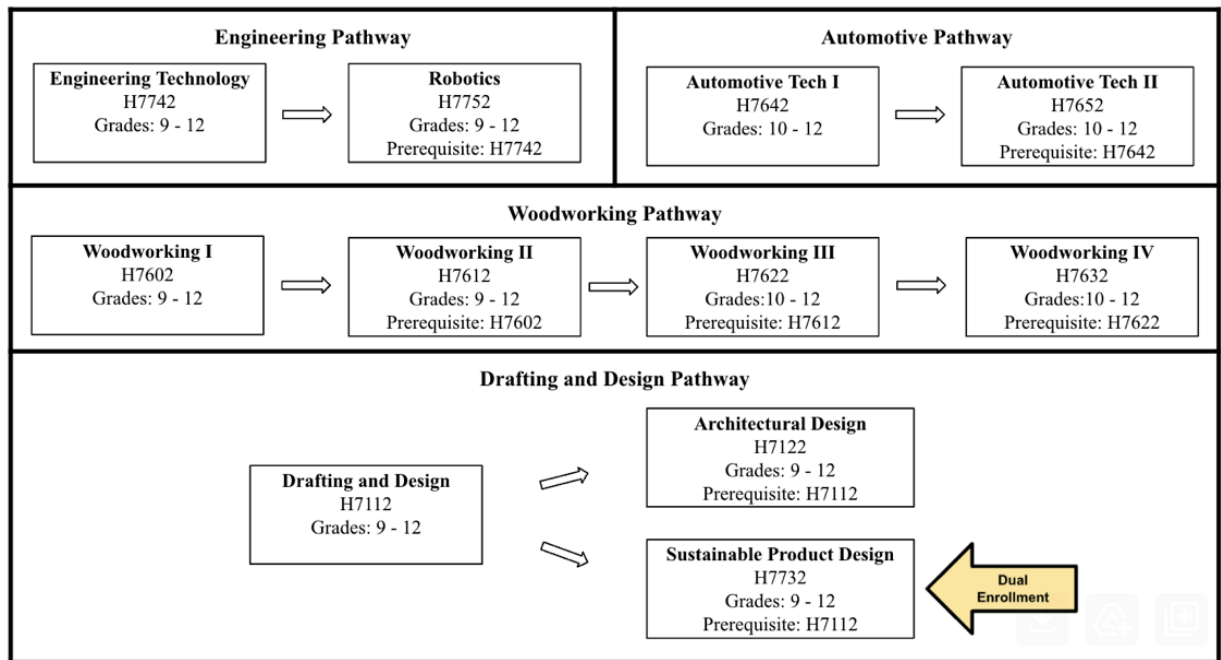 Engineering Pathway
Engineering Technology
H7742
Grades: 9 - 12
Robotics
H7752
Grades: 9 - 12
Prerequisite: H7742
Automotive Pathway
Automotive Tech I
H7642
Grades: 10 - 12
Automotive Tech II
H7652
Grades: 10 - 12
Prerequisite: H7642
Woodworking Pathway
Woodworking I
H7602
Grades: 9 - 12
Woodworking II
H7612
Grades: 9 - 12
Prerequisite: H7602
Woodworking III
H7622
Grades:10 - 12
Prerequisite: H7612
Woodworking IV
H7632
Grades:10 - 12
Prerequisite: H7622
Drafting and Design Pathway
Drafting and Design
H7112
Grades: 9 - 12
Architectural Design
H7122
Grades: 9 - 12
Prerequisite: H7112
Sustainable Product Design
H7732
Grades: 9 - 12
Prerequisite: H7112
Dual
Enrollment